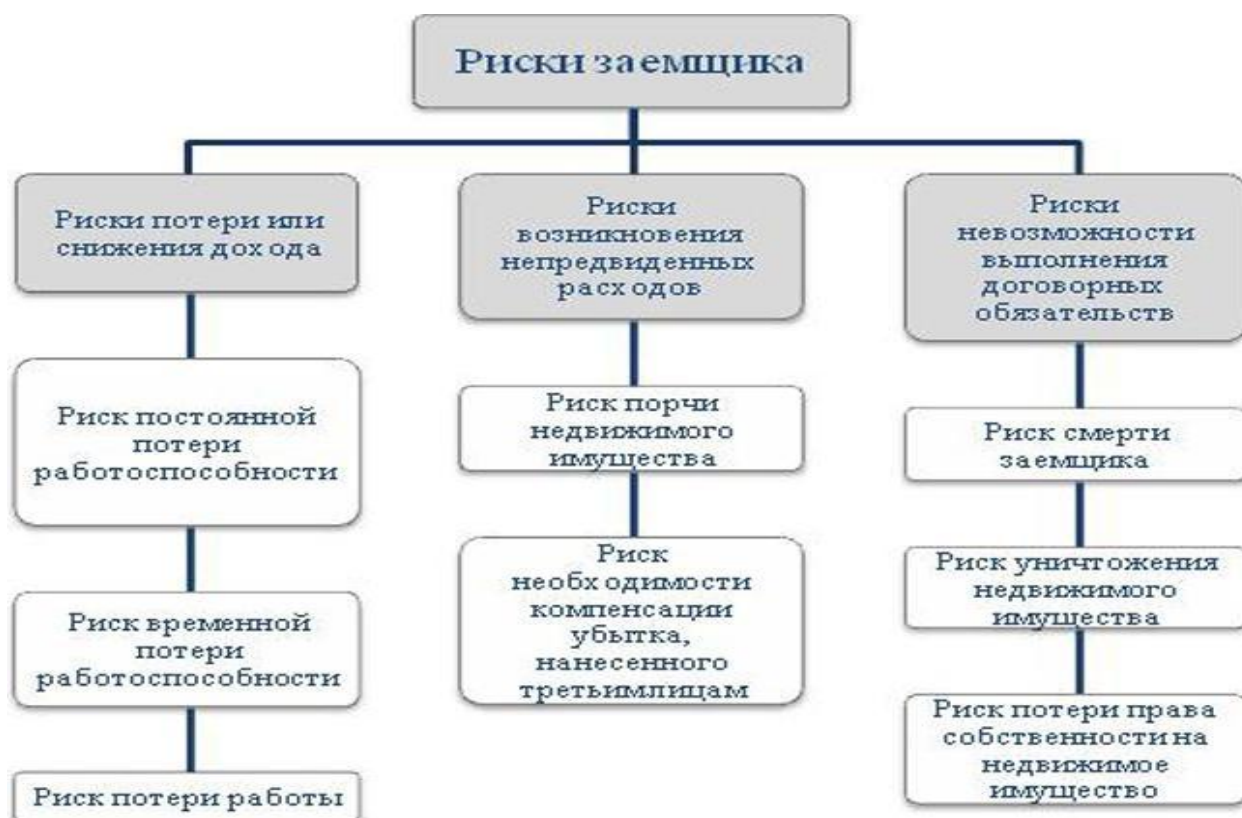 Риски заемщика
Риски потери или
снижения дохода
Риск постоянной
потери
работоспособности
Риск временной
потери
работоспособности
Риск потери работы
Риски
возникновения
непредвиденных
расходов
Риск порчи
недвижимого
имущества
Риск
необходимости
компенсации
убытка,
нанесенного
третьимлицам
Риски
невозможности
выполнения
договорных
обязательств
Риск смерти
заемщика
Риск уничтожения
недвижимого
имущества
Риск потери права
собственности на
недвижимое
имущество